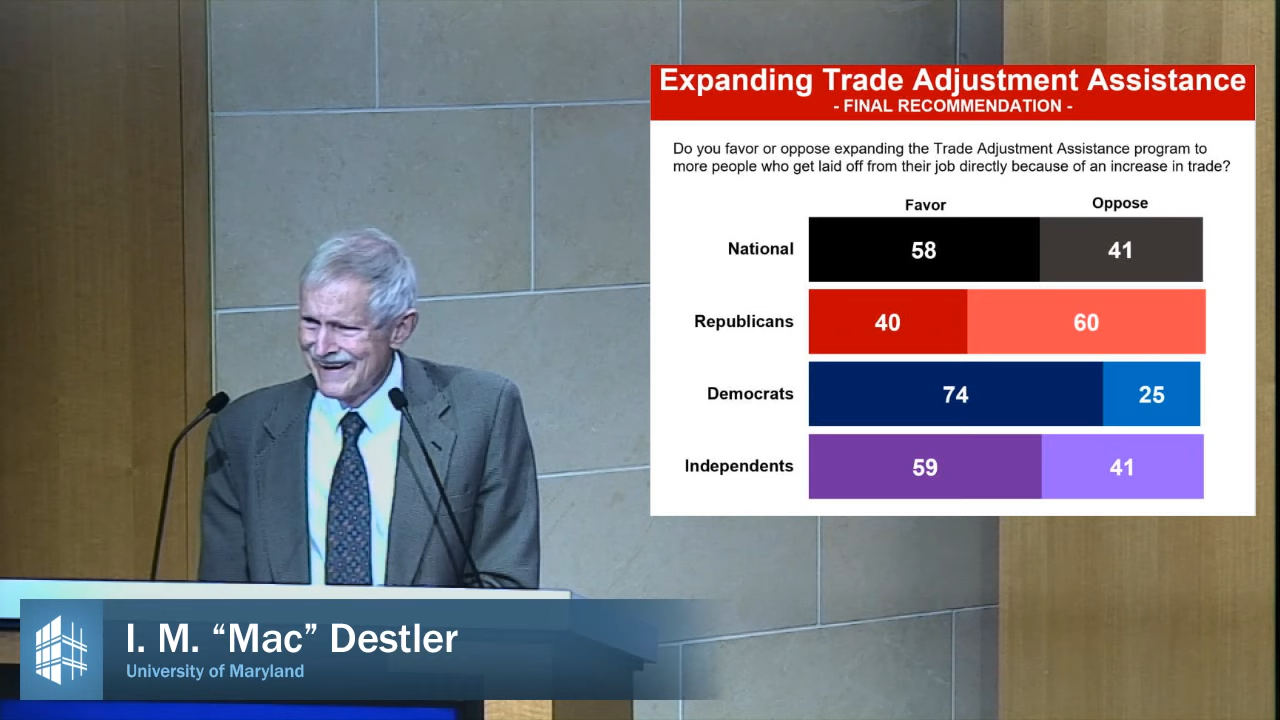 Expanding Trade Adjustment Assistance
- FINAL RECOMMENDATION -
Do you favor or oppose expanding the Trade Adjustment Assistance program to
more people who get laid off from their job directly because of an increase in trade?
Favor Oppose
National 58 41
Republicans 40 60
Democrats 74 25
Independents 59 41
I. M. “Mac” Destler
University of Maryland